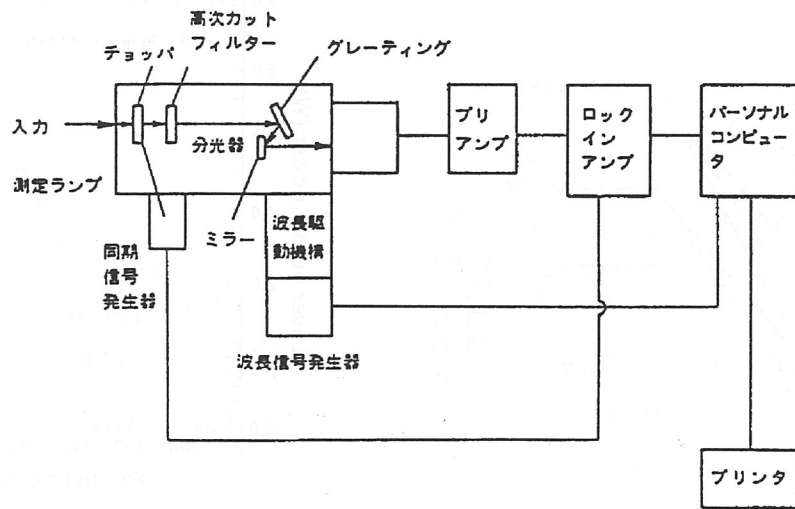 高次カット
フィルター
チョッパ
グレーティング
入力
分光器
プリ
アンプ
ロック
イン
アンプ
パーソナル
コンピュー
タ
測定ランプ
ミラー
波長駆
動機構
同期
信号
発生器
波長信号発生器
プリンタ